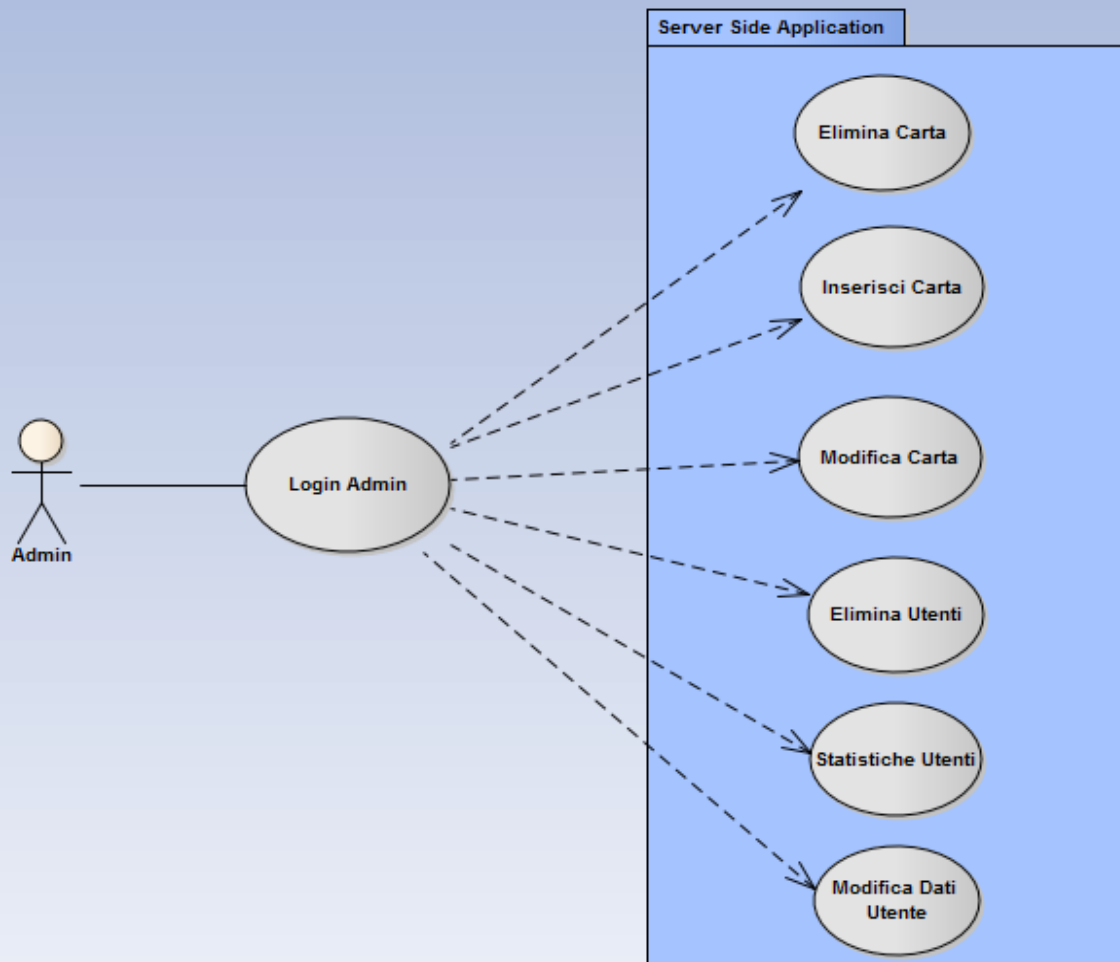 Server Side Application
Elimina Carta
Inserisci Carta
Modifica Carta
Login Admin
Admin
Elimina Utenti
Statistiche Utenti
Modifica Dati
Utente